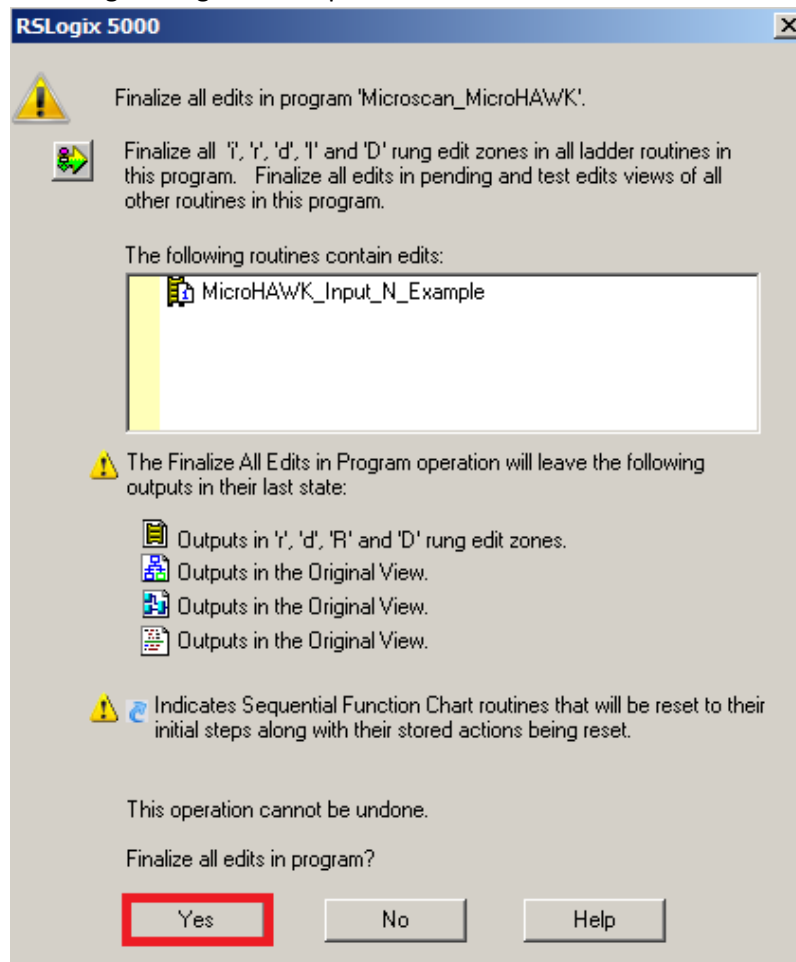 RSLogix 5000
Finalize all edits in program 'Microscan_MicroHAWK'.
Finalize all 'i', 'r', 'd', 'I' and 'D' rung edit zones in all ladder routines in
this program. Finalize all edits in pending and test edits views of all
other routines in this program.
The following routines contain edits:
MicroHAWK_Input_N_Example
The Finalize All Edits in Program operation will leave the following
outputs in their last state:
Outputs in 'r', 'd', 'R' and 'D' rung edit zones.
Outputs in the Original View.
Outputs in the Original View.
Outputs in the Original View.
Indicates Sequential Function Chart routines that will be reset to their
initial steps along with their stored actions being reset.
This operation cannot be undone.
Finalize all edits in program?
Yes No Help